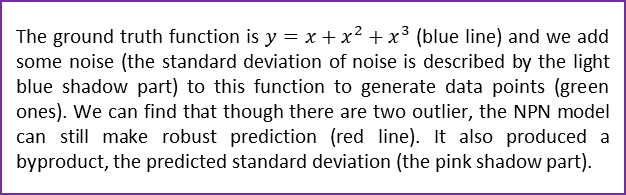 The ground truth function is y = x + x² + x³ (blue line) and we add
some noise (the standard deviation of noise is described by the light
blue shadow part) to this function to generate data points (green
ones). We can find that though there are two outlier, the NPN model
can still make robust prediction (red line). It also produced a
byproduct, the predicted standard deviation (the pink shadow part).